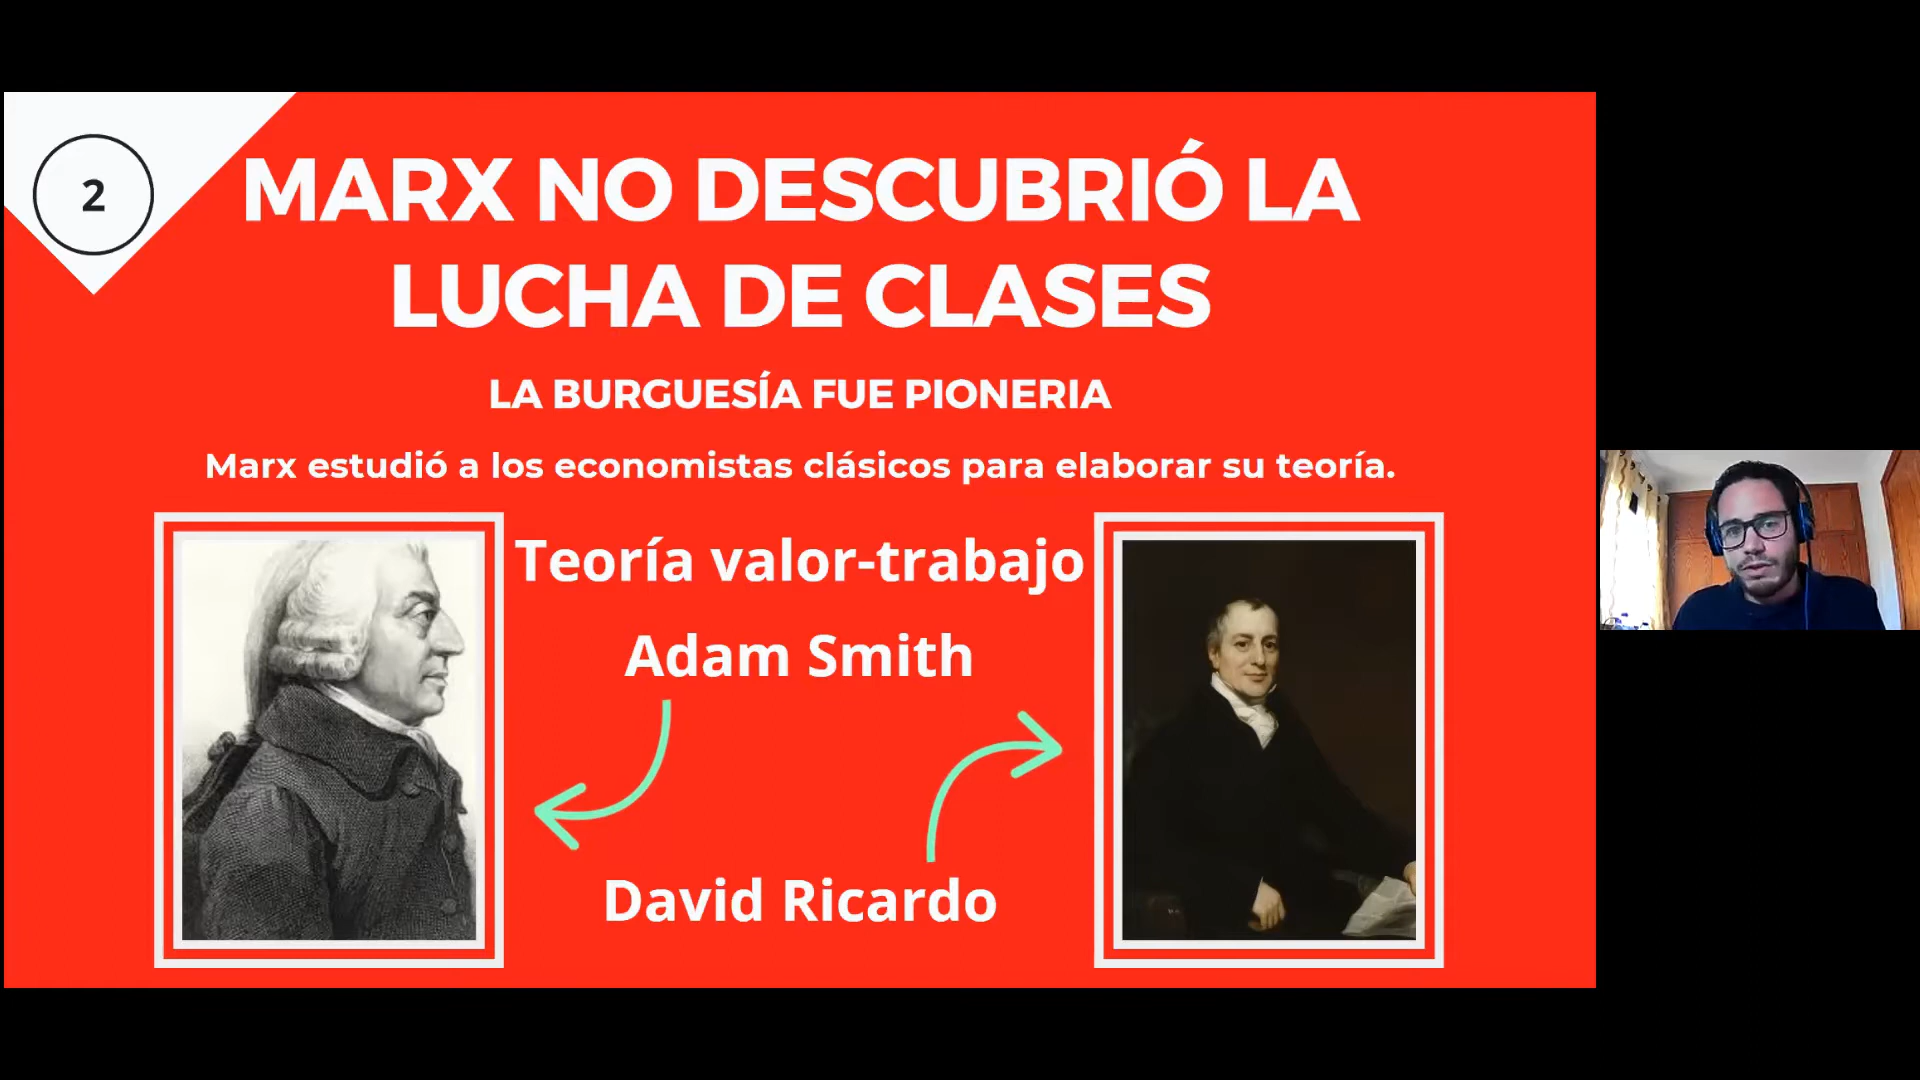 2
MARX NO DESCUBRIÓ LA
LUCHA DE CLASES
LA BURGUESÍA FUE PIONERIA
Marx estudió a los economistas clásicos para elaborar su teoría.
Teoría valor-trabajo
Adam Smith
David Ricardo